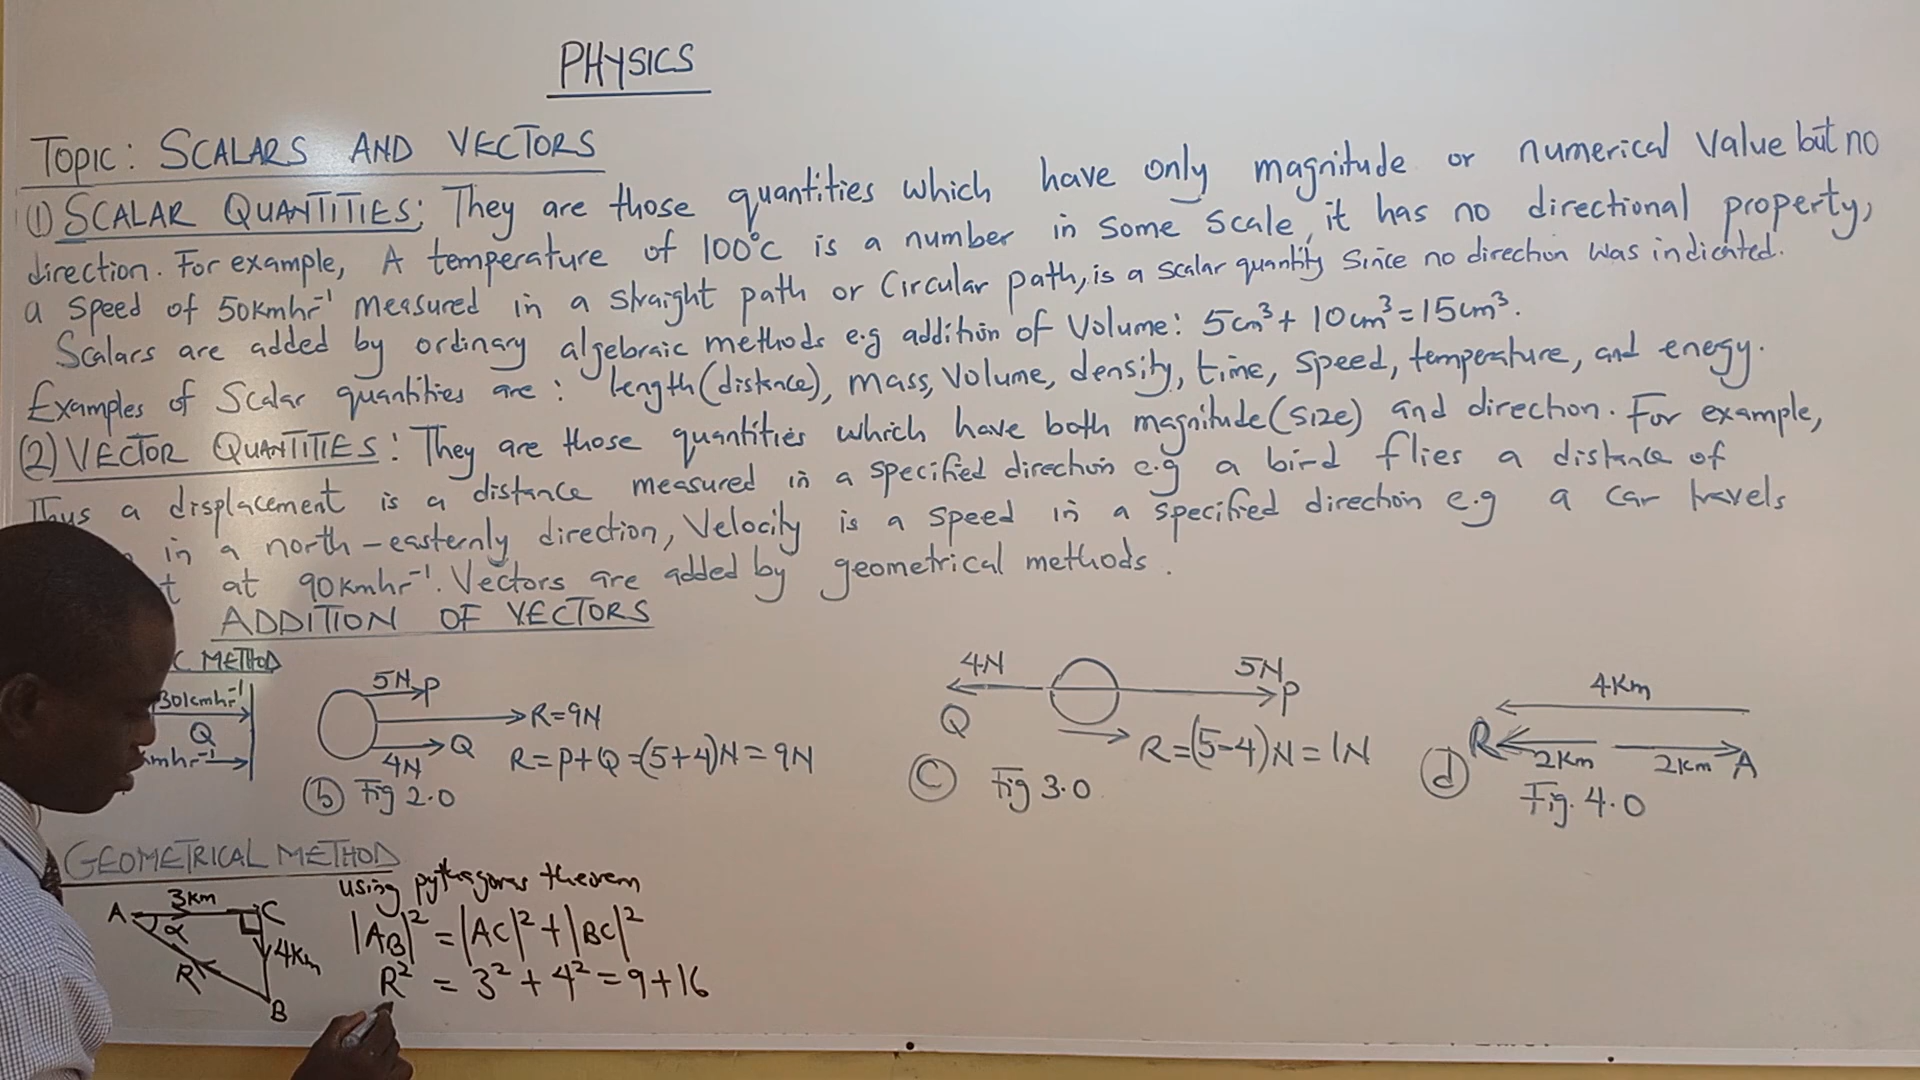 PHYSICS
Topic: SCALARS AND VECTORS
(1) SCALAR QUANTITIES: They are those quantities which have only magnitude or numerical value but no
direction. For example, A temperature of 100°C is a number in some scale, it has no directional property,
a speed of 50kmhr⁻¹ measured in a straight path or circular path, is a scalar quantity since no direction was indicated.
Scalars are added by ordinary algebraic methods e.g addition of volume: 5cm³ + 10cm³ = 15cm³.
Examples of scalar quantities are: length (distance), mass, volume, density, time, speed, temperature, and enegy.
(2) VECTOR QUANTITIES: They are those quantities which have both magnitude (size) and direction. For example,
Thus a displacement is a distance measured in a specified direction e.g a bird flies a distance of
in a north-easternly direction, Velocity is a speed in a specified direction e.g a car travels
at 90kmhr⁻¹. Vectors are added by geometrical methods.
ADDITION OF VECTORS
METHOD
30kmhr⁻¹
Q
kmhr⁻¹
5N P
R=9N
Q
4N
R=P+Q=(5+4)N=9N
(b) Fig 2.0
4N 5N
Q P
R=(5-4)N=1N
(c) Fig 3.0
4km
R 2km 2km A
(d) Fig. 4.0
GEOMETRICAL METHOD
A 3km C
α
4km
R
B
using pythagoras theorem
|AB|² = |AC|² + |BC|²
R² = 3² + 4² = 9 + 16